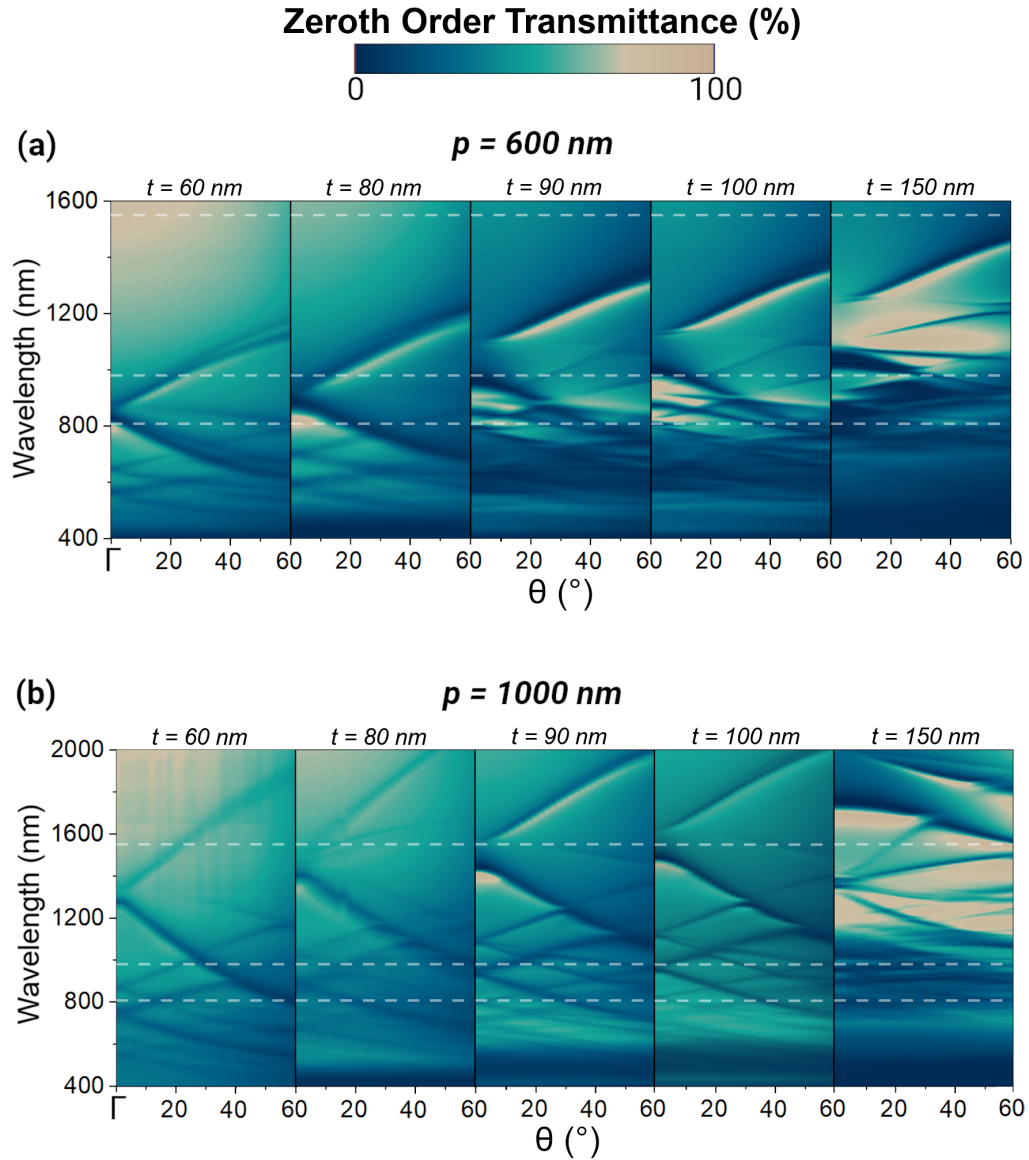 Zeroth Order Transmittance (%)
0 100
(a)
p = 600 nm
t = 60 nm t = 80 nm t = 90 nm t = 100 nm t = 150 nm
1600
1200
800
400
Wavelength (nm)
Γ 20 40 60 20 40 60 20 40 60 20 40 60 20 40 60
θ (°)
(b)
p = 1000 nm
t = 60 nm t = 80 nm t = 90 nm t = 100 nm t = 150 nm
2000
1600
1200
800
400
Wavelength (nm)
Γ 20 40 60 20 40 60 20 40 60 20 40 60 20 40 60
θ (°)